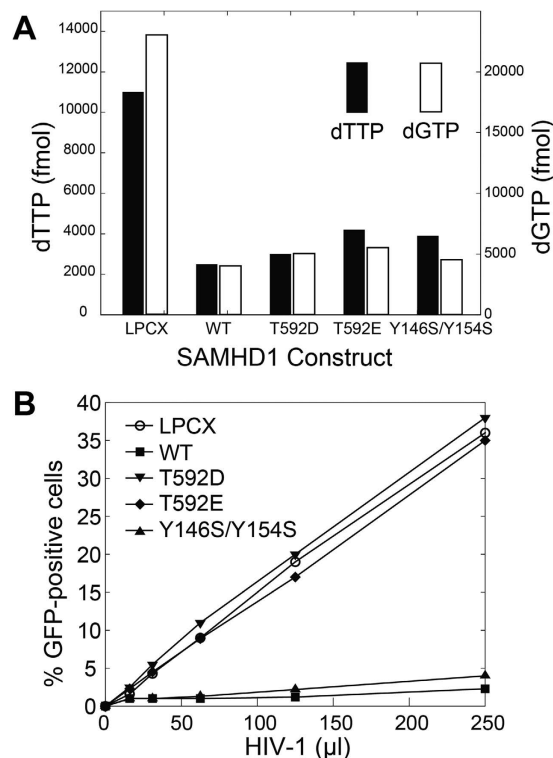 A
14000
12000
10000
8000
6000
4000
2000
0
dTTP (fmol)
dTTP
dGTP
20000
15000
10000
5000
0
dGTP (fmol)
LPCX WT T592D T592E Y146S/Y154S
SAMHD1 Construct
B
40
35
30
25
20
15
10
5
0
% GFP-positive cells
LPCX
WT
T592D
T592E
Y146S/Y154S
0 50 100 150 200 250
HIV-1 (µl)